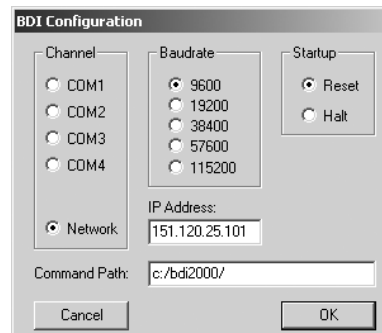 BDI Configuration
Channel
COM1
COM2
COM3
COM4
Network
Baudrate
9600
19200
38400
57600
115200
Startup
Reset
Halt
IP Address:
151.120.25.101
Command Path:
c:/bdi2000/
Cancel
OK